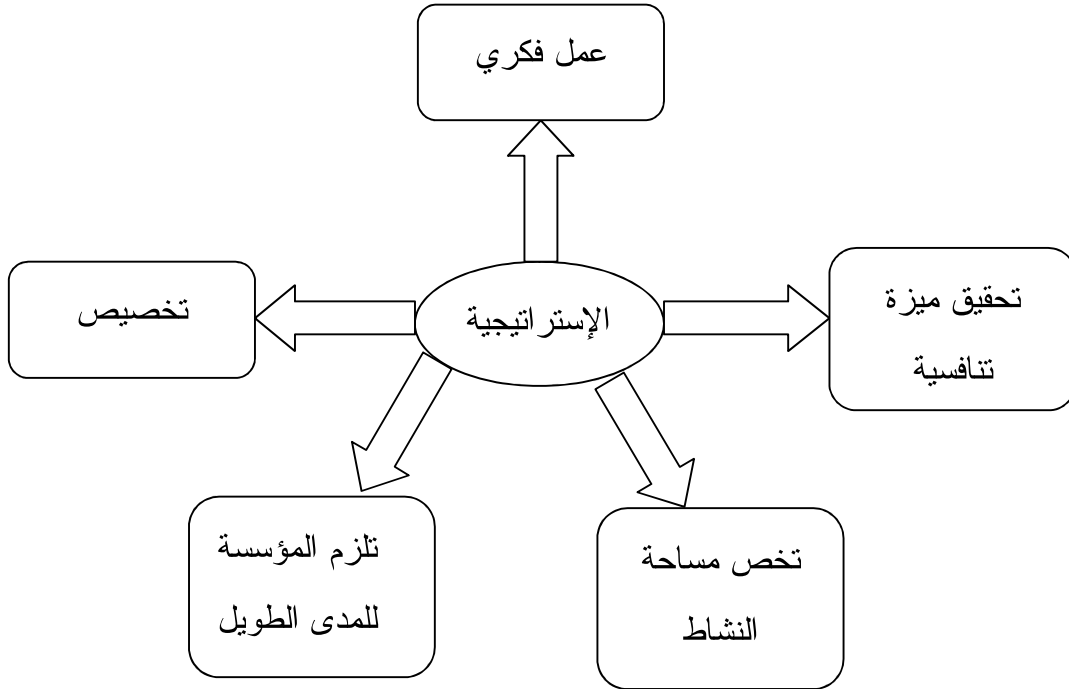 عمل فكري
تحقيق ميزة
تنافسية
الإستراتيجية
تخصيص
تلزم المؤسسة
للمدى الطويل
تخص مساحة
النشاط